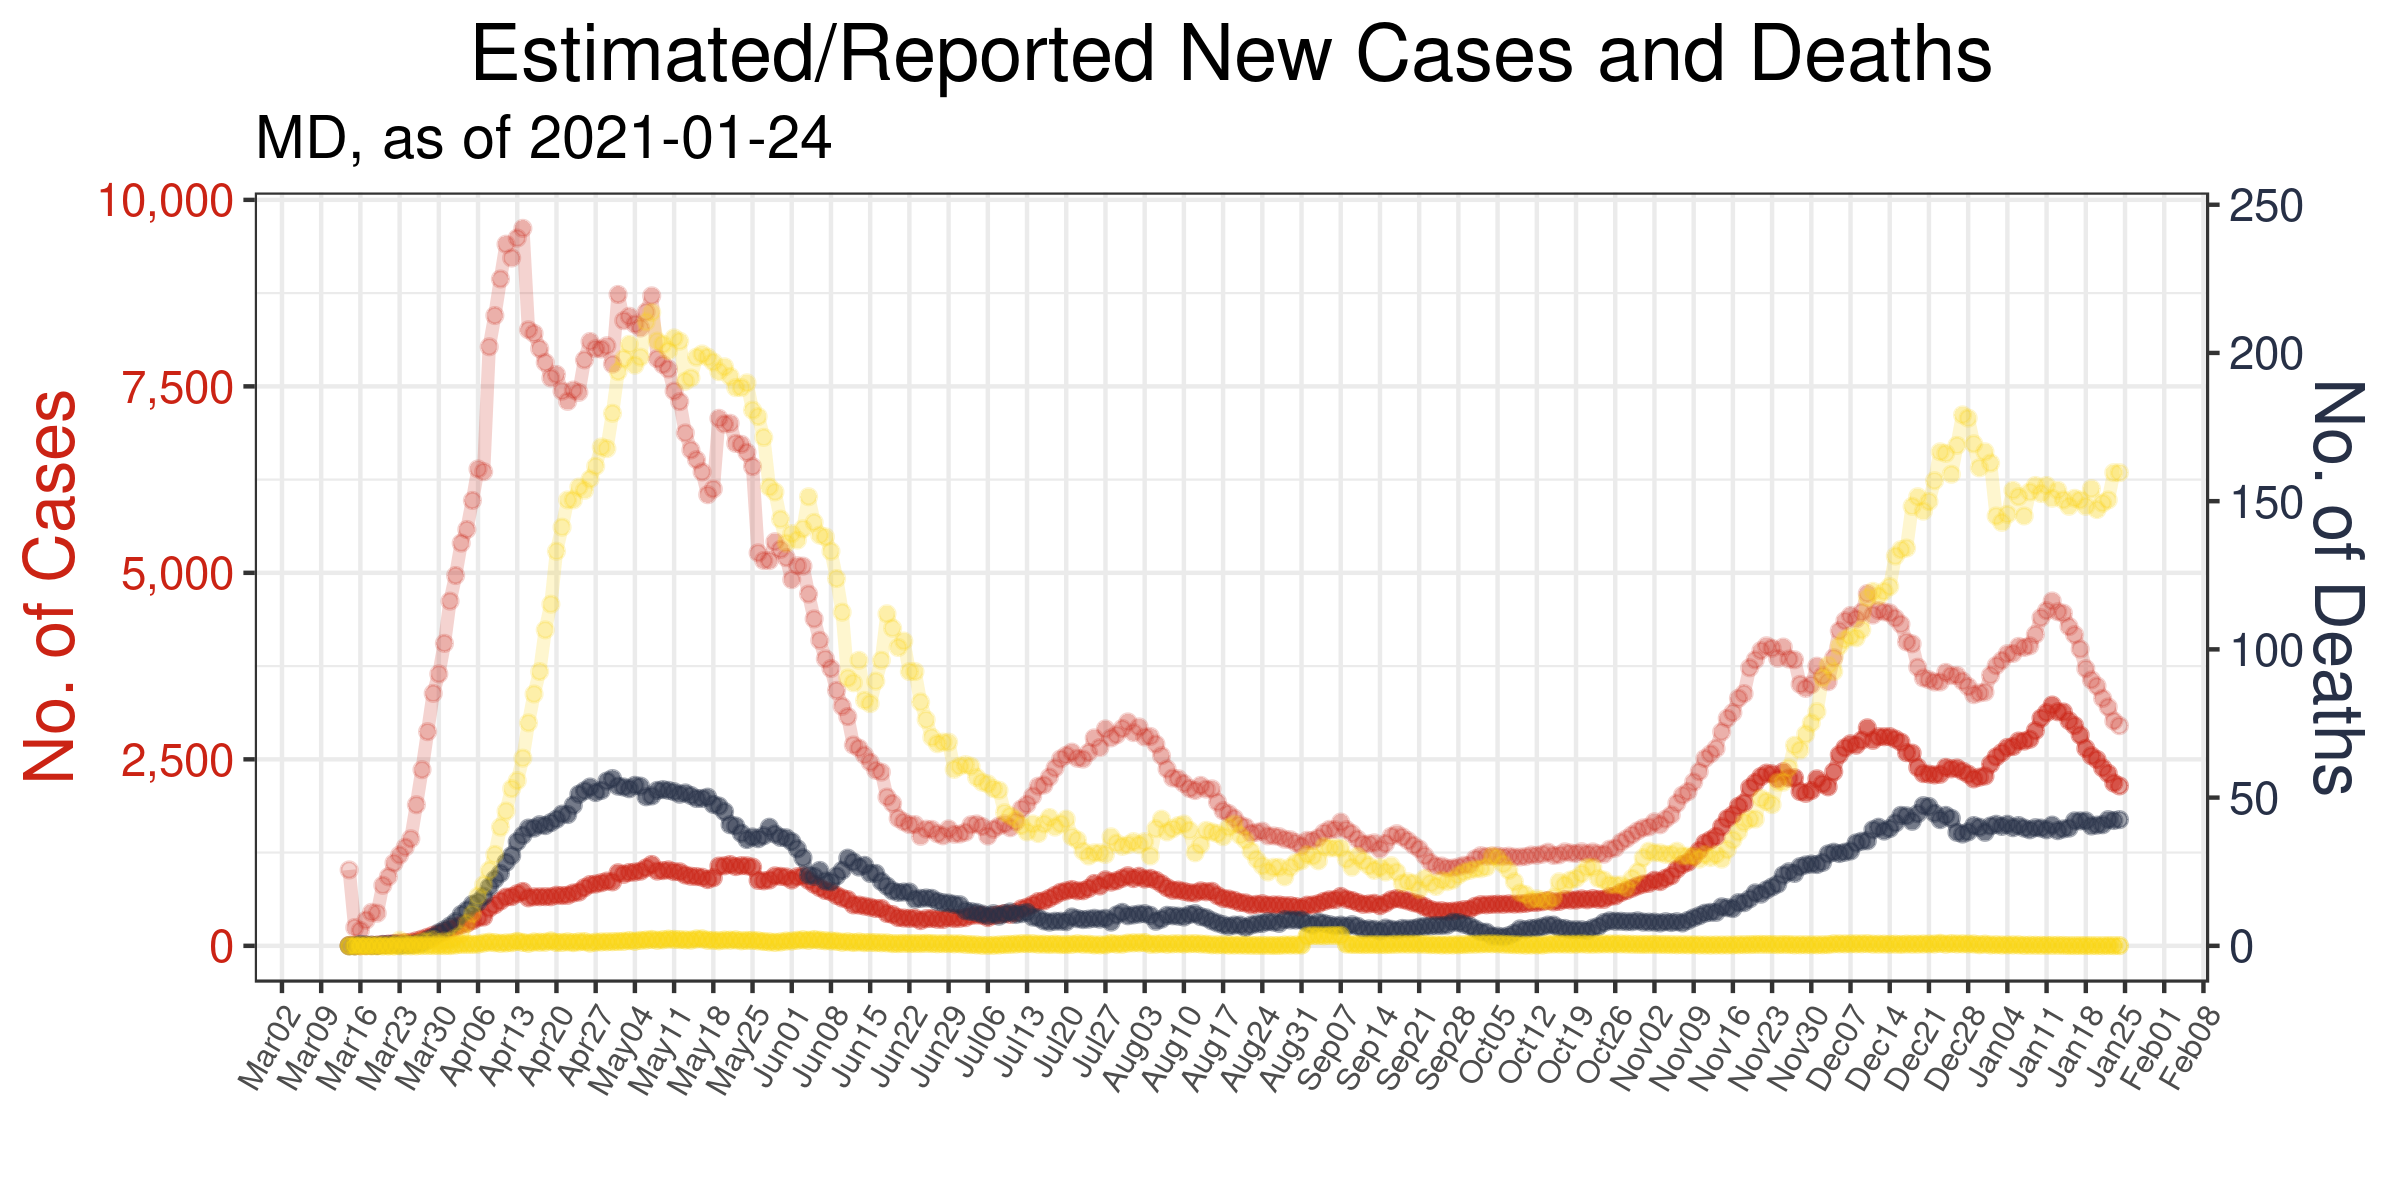 Estimated/Reported New Cases and Deaths
MD, as of 2021-01-24
No. of Cases
10,000
7,500
5,000
2,500
0
250
200
150
100
50
0
No. of Deaths
Mar02
Mar09
Mar16
Mar23
Mar30
Apr06
Apr13
Apr20
Apr27
May04
May11
May18
May25
Jun01
Jun08
Jun15
Jun22
Jun29
Jul06
Jul13
Jul20
Jul27
Aug03
Aug10
Aug17
Aug24
Aug31
Sep07
Sep14
Sep21
Sep28
Oct05
Oct12
Oct19
Oct26
Nov02
Nov09
Nov16
Nov23
Nov30
Nov07
Dec14
Dec21
Dec28
Dec04
Jan11
Jan18
Jan25
Feb01
Feb08